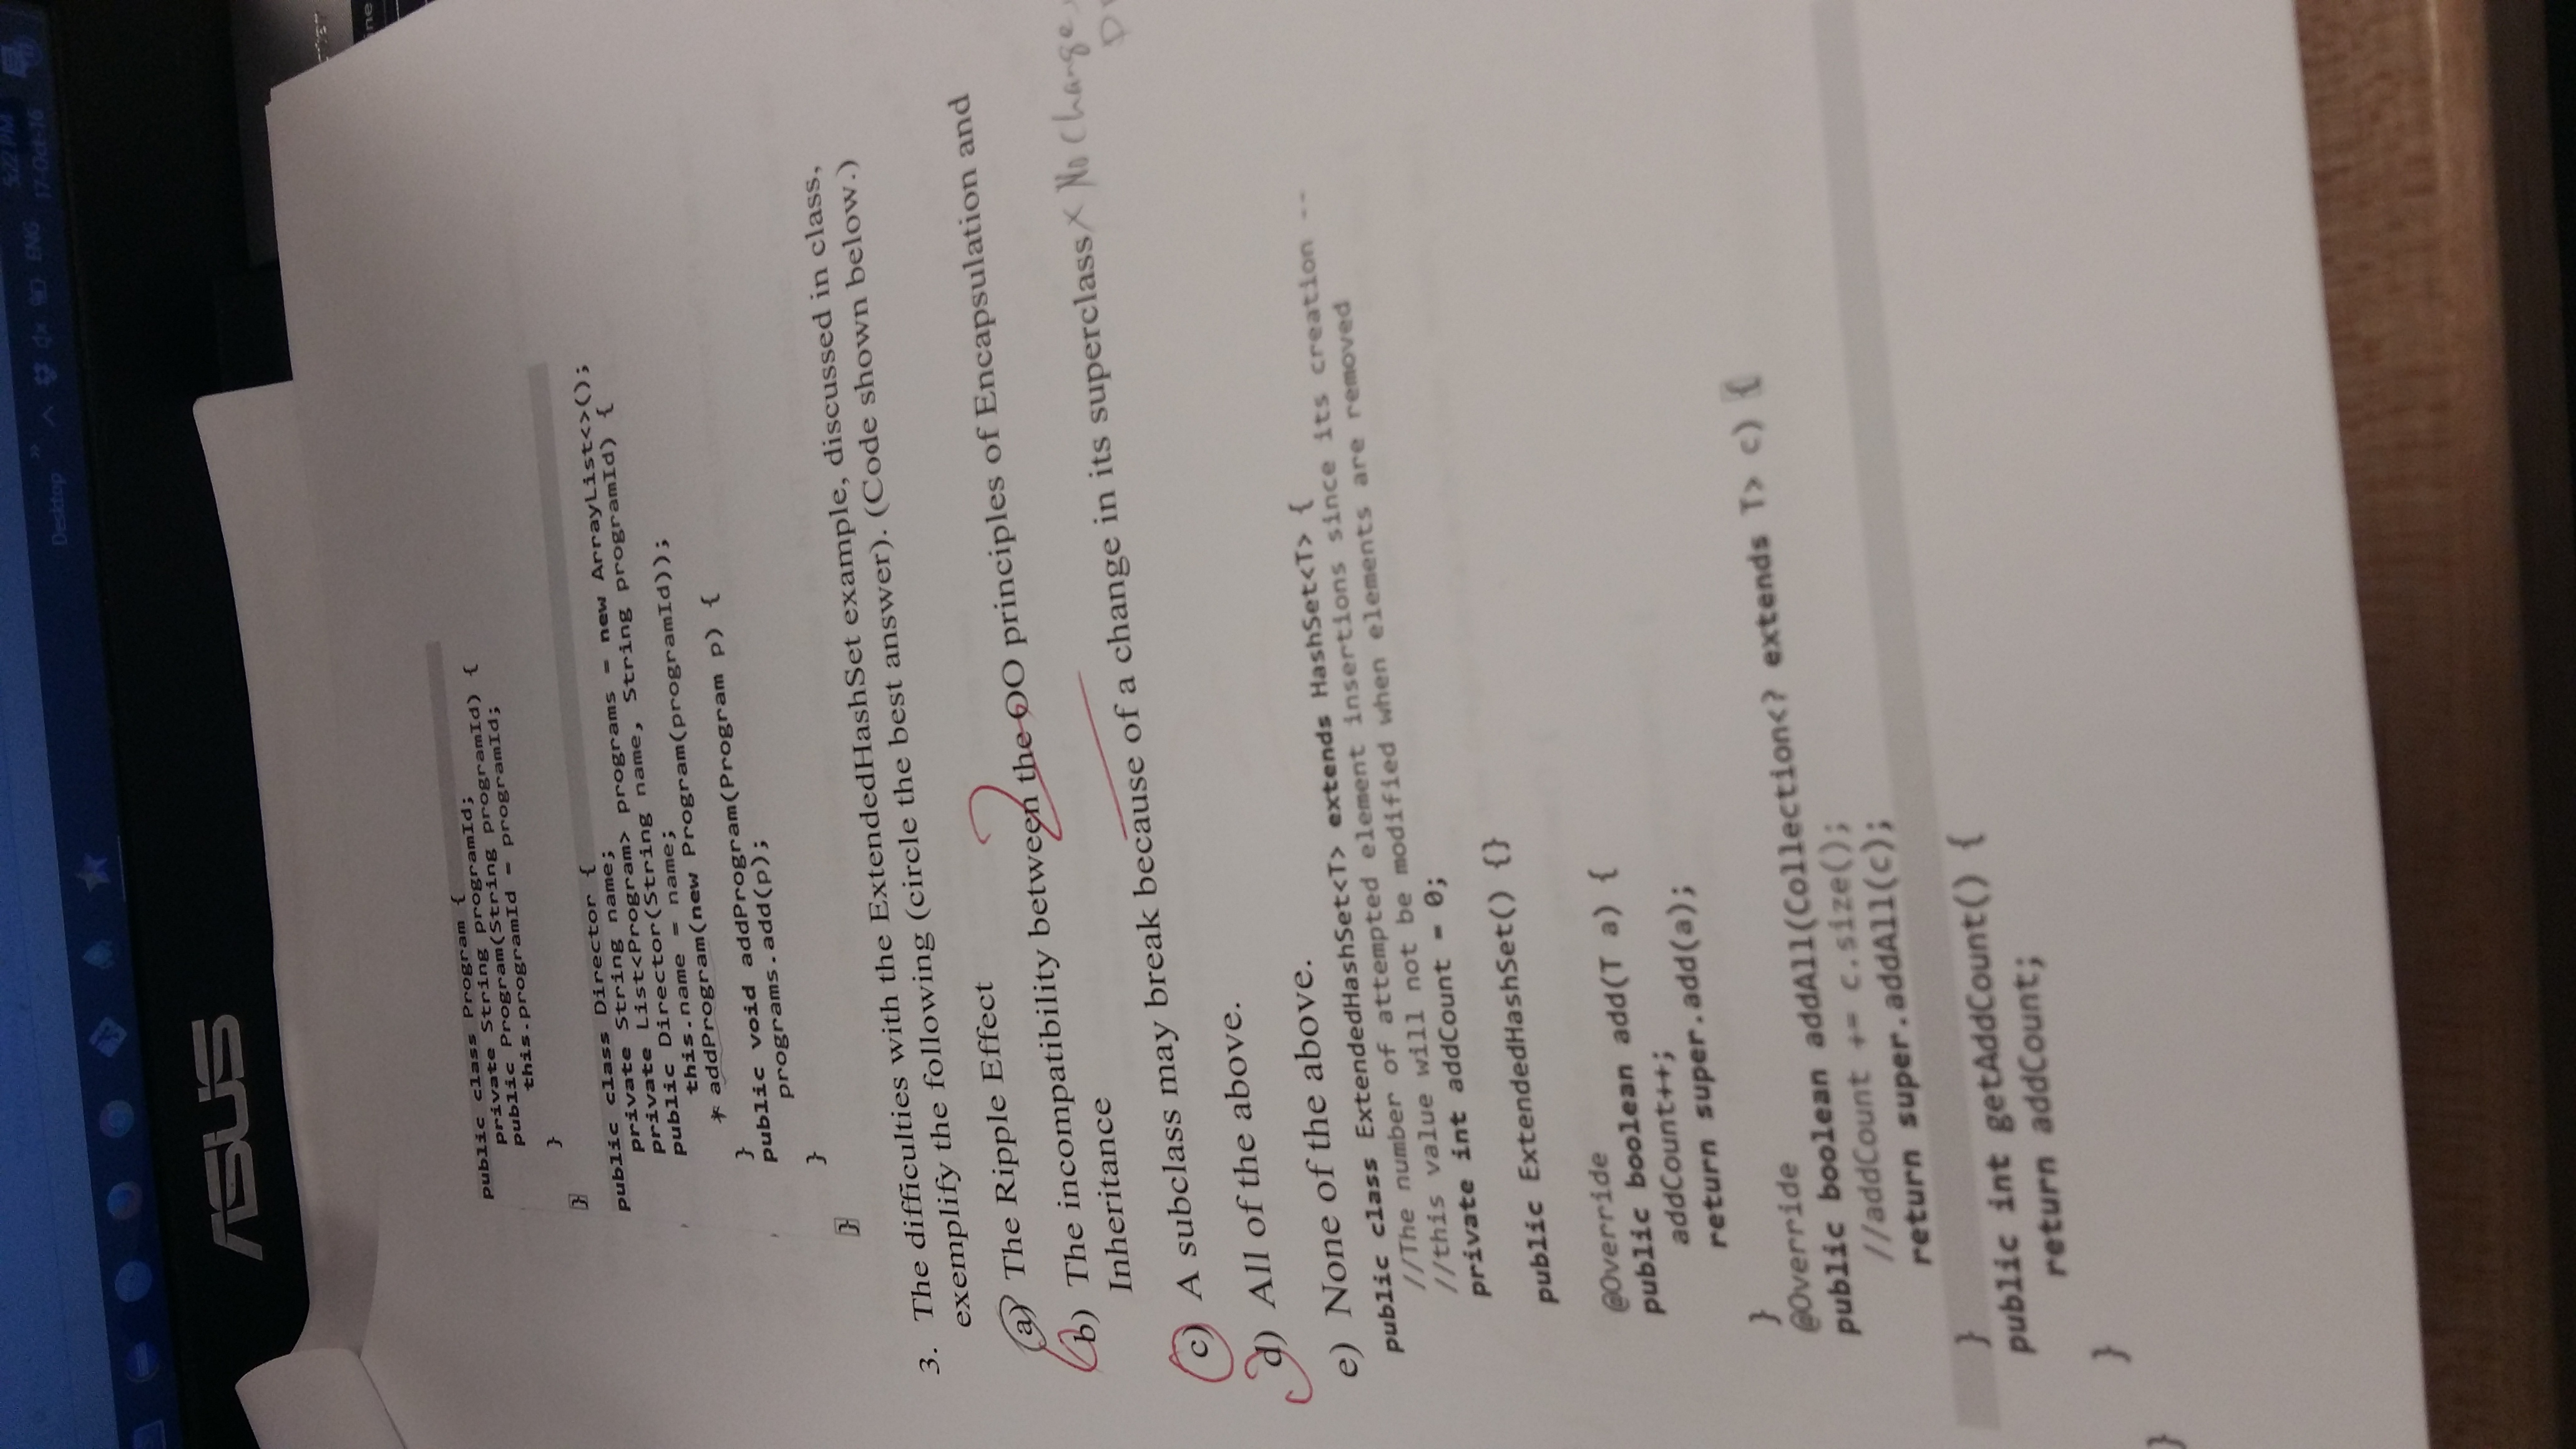 5:22 PM
Desktop
ENG
17-Oct-16
ASUS
public class Program {
private String programId;
public Program(String programId) {
this.programId = programId;
}
}
public class Director {
private String name;
private List<Program> programs = new ArrayList<>();
public Director(String name, String programId) {
this.name = name;
* addProgram(new Program(programId));
}
public void addProgram(Program p) {
programs.add(p);
}
}
3. The difficulties with the ExtendedHashSet example, discussed in class,
exemplify the following (circle the best answer). (Code shown below.)
a) The Ripple Effect
2
b) The incompatibility between the OO principles of Encapsulation and
Inheritance
c) A subclass may break because of a change in its superclass x No Change,
d) All of the above.
e) None of the above.
public class ExtendedHashSet<T> extends HashSet<T> {
//The number of attempted element insertions since its creation --
//this value will not be modified when elements are removed
private int addCount = 0;
public ExtendedHashSet() {}
@Override
public boolean add(T a) {
addCount++;
return super.add(a);
}
@Override
public boolean addAll(Collection<? extends T> c) {
//addCount += c.size();
return super.addAll(c);
}
public int getAddCount() {
return addCount;
}
}